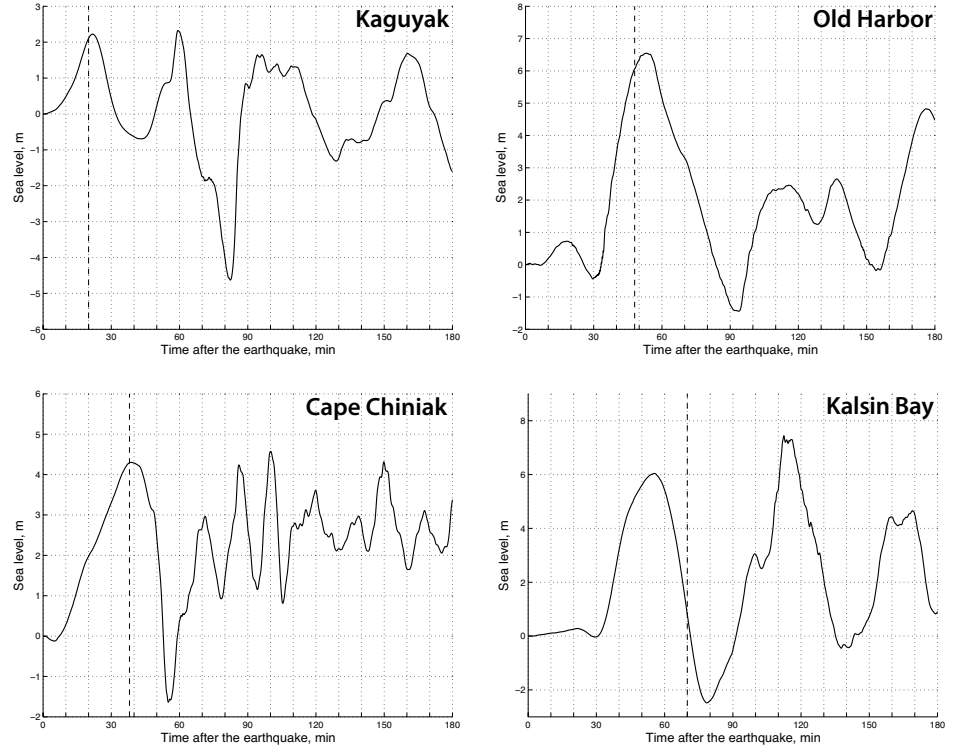 Kaguyak
3
2
1
0
−1
−2
−3
−4
−5
−6
Sea level, m
0 30 60 90 120 150 180
Time after the earthquake, min
Old Harbor
8
7
6
5
4
3
2
1
0
−1
−2
Sea level, m
0 30 60 90 120 150 180
Time after the earthquake, min
Cape Chiniak
6
5
4
3
2
1
0
−1
−2
Sea level, m
0 30 60 90 120 150 180
Time after the earthquake, min
Kalsin Bay
8
6
4
2
0
−2
Sea level, m
0 30 60 90 120 150 180
Time after the earthquake, min